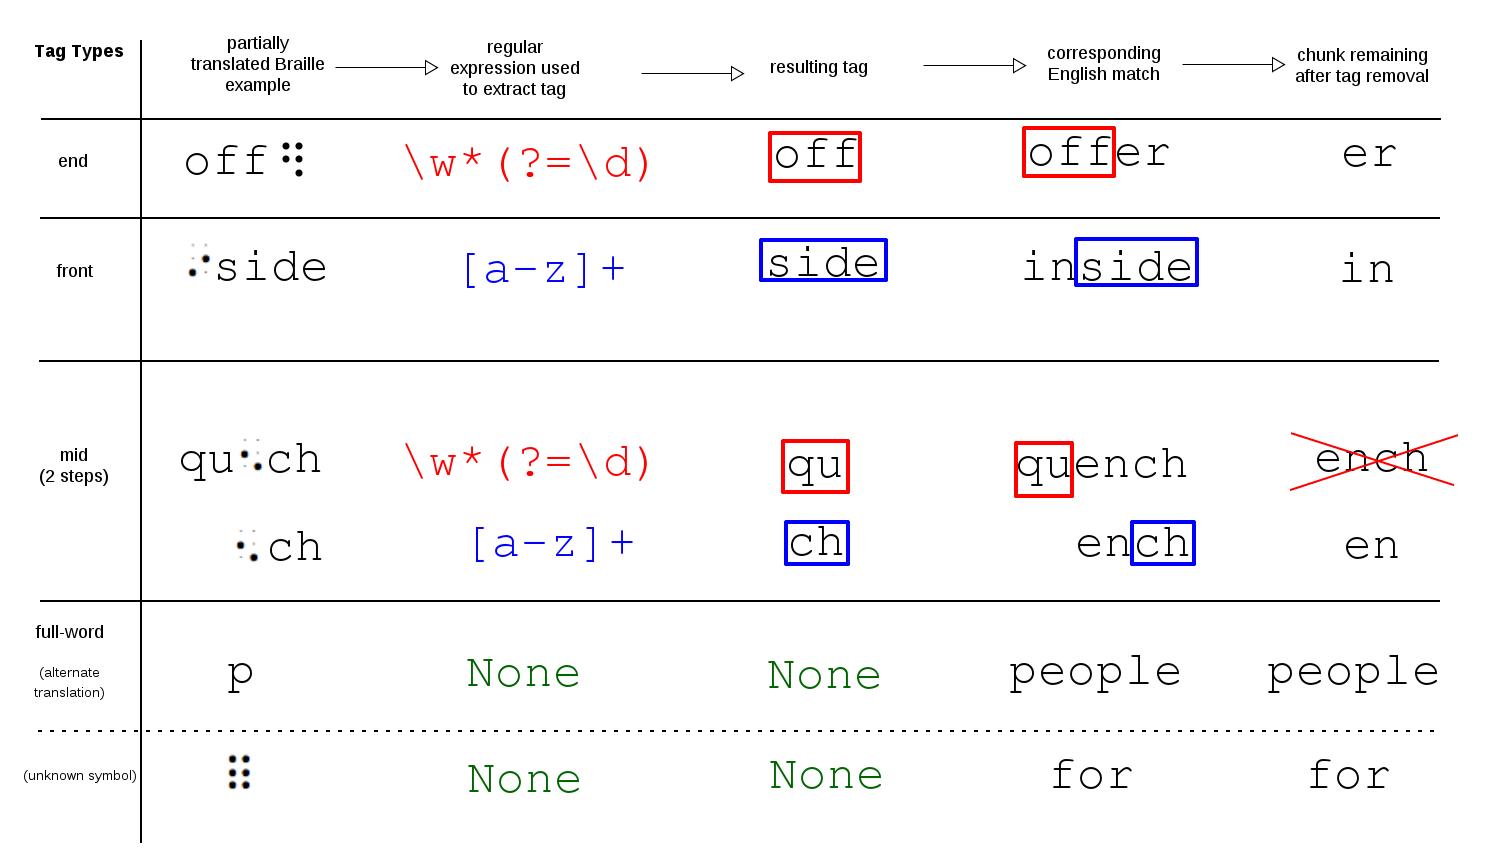 Tag Types
partially
translated Braille
example
regular
expression used
to extract tag
resulting tag
corresponding
English match
chunk remaining
after tag removal
end
off⠻
\w*(?=\d)
off
offer
er
front
⠔side
[a-z]+
side
inside
in
mid
(2 steps)
qu⠢ch
\w*(?=\d)
qu
quench
ench
⠢ch
[a-z]+
ch
ench
en
full-word
(alternate
translation)
p
None
None
people
people
(unknown symbol)
⠿
None
None
for
for